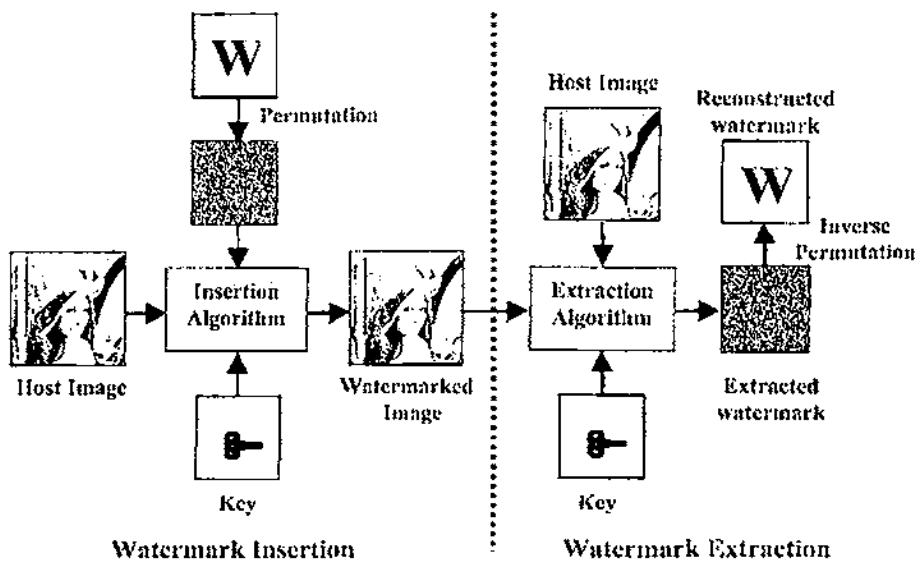 W
Permutation
Host Image
Insertion
Algorithm
Watermarked
Image
Key
Watermark Insertion
Host Image
Reconstructed
watermark
W
Inverse
Permutation
Extraction
Algorithm
Extracted
watermark
Key
Watermark Extraction